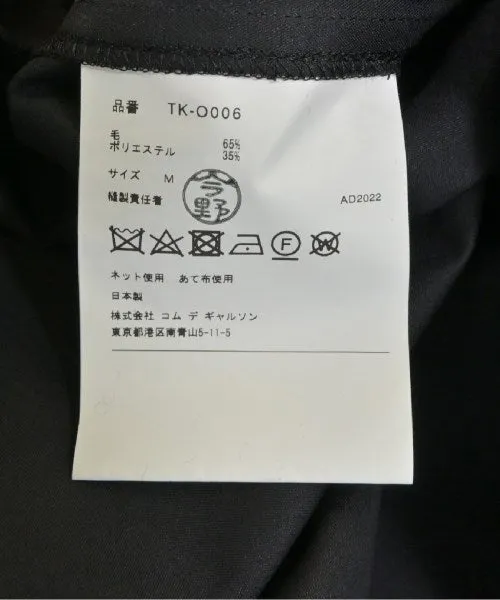 品番 TK-O006
毛 65%
ポリエステル 35%
サイズ M
縫製責任者 今野
AD2022
F W
ネット使用 あて布使用
日本製
株式会社 コム デ ギャルソン
東京都港区南青山5-11-5